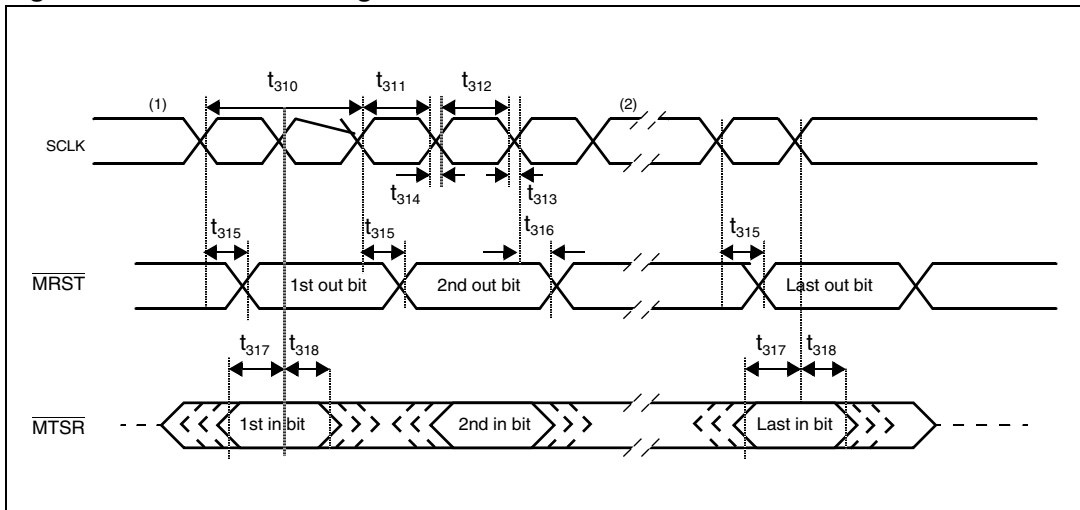 t310 t311 t312
(1) (2)
SCLK
t314 t313
t315 t315 t316 t315
MRST 1st out bit 2nd out bit Last out bit
t317 t318 t317 t318
MTSR 1st in bit 2nd in bit Last in bit